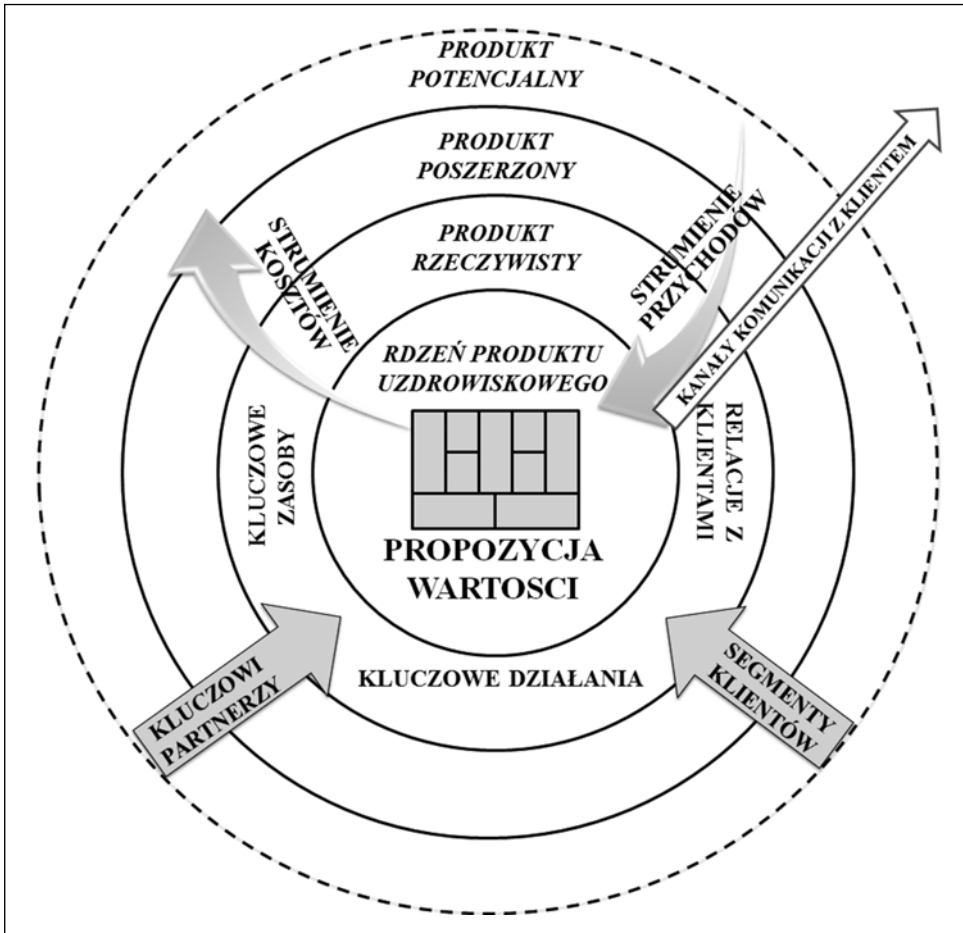 PRODUKT
POTENCJALNY
PRODUKT
POSZERZONY
PRODUKT
RZECZYWISTY
STRUMIENIE
KOSZTÓW
STRUMIENIE
PRZYCHODÓW
KANAŁY KOMUNIKACJI Z KLIENTEM
RDZEŃ PRODUKTU
UZDROWISKOWEGO
KLUCZOWE
ZASOBY
RELACJE Z
KLIENTAMI
PROPOZYCJA
WARTOSCI
KLUCZOWE DZIAŁANIA
KLUCZOWI
PARTNERZY
SEGMENTY
KLIENTÓW